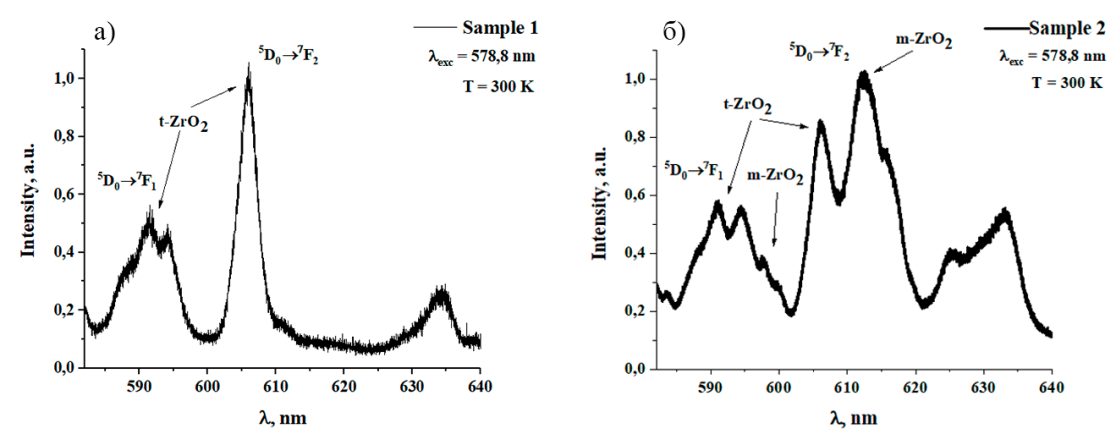 а)
Sample 1
λexc = 578,8 nm
T = 300 K
⁵D₀→⁷F₂
t-ZrO₂
⁵D₀→⁷F₁
Intensity, a.u.
1,0
0,8
0,6
0,4
0,2
0,0
590 600 610 620 630 640
λ, nm
б)
Sample 2
λexc = 578,8 nm
T = 300 K
m-ZrO₂
⁵D₀→⁷F₂
t-ZrO₂
⁵D₀→⁷F₁
m-ZrO₂
Intensity, a.u.
1,0
0,8
0,6
0,4
0,2
0,0
590 600 610 620 630 640
λ, nm